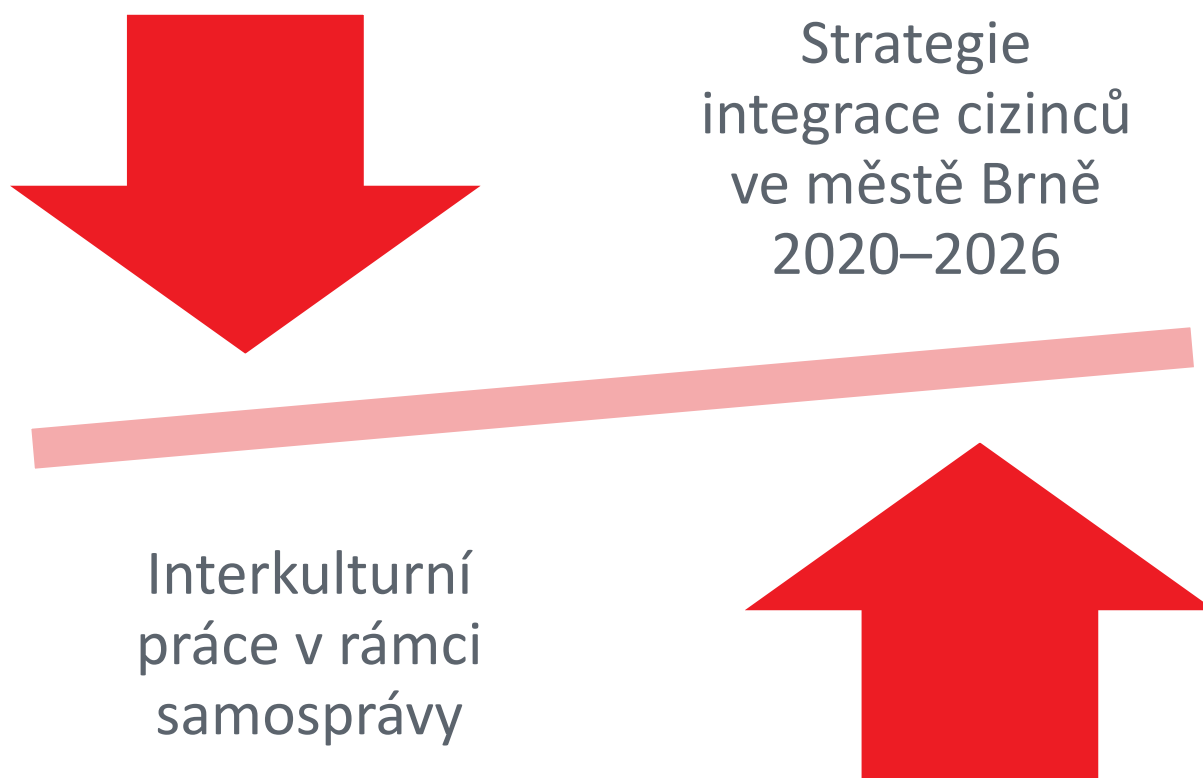 Strategie
integrace cizinců
ve městě Brně
2020–2026
Interkulturní
práce v rámci
samosprávy